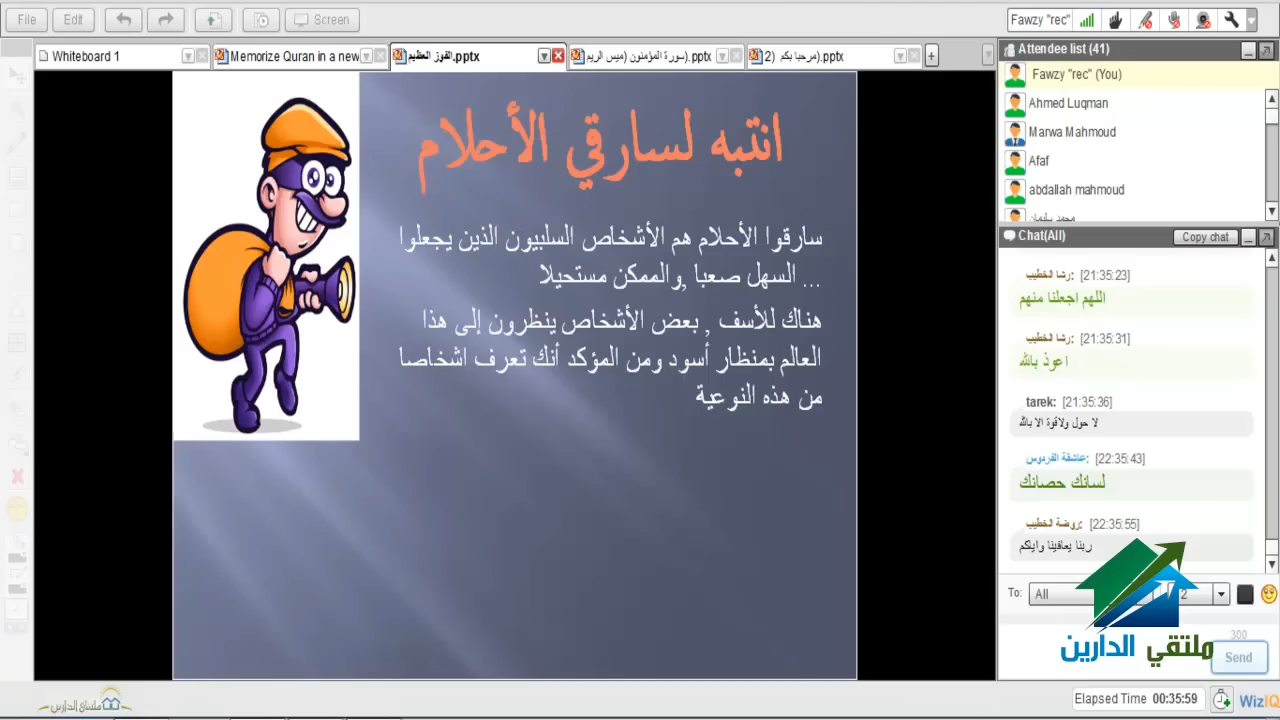 File
Edit
Screen
Fawzy "rec"
Whiteboard 1
Memorize Quran in a new
الفوز العظيم.pptx
سورة المؤمنون (ميس الريم).pptx
مرحبا بكم (2).pptx
Attendee list (41)
Fawzy "rec" (You)
Ahmed Luqman
Marwa Mahmoud
Afaf
abdallah mahmoud
محمد سليمان
انتبه لسارقي الأحلام
سارقوا الأحلام هم الأشخاص السلبيون الذين يجعلوا
السهل صعبا ,والممكن مستحيلا ...
هناك للأسف , بعض الأشخاص ينظرون إلى هذا
العالم بمنظار أسود ومن المؤكد أنك تعرف اشخاصا
من هذه النوعية
Chat(All)
Copy chat
رشا الخطيب: [21:35:23]
اللهم اجعلنا منهم
رشا الخطيب: [21:35:31]
اعوذ بالله
tarek: [21:35:36]
لا حول ولاقوة الا بالله
عاشقة الفردوس: [22:35:43]
لسانك حصانك
روضة الخطيب: [22:35:55]
ربنا يعافينا واياكم
To:
All
2
ملتقي الدارين
300
Send
Elapsed Time 00:35:59
WizIQ